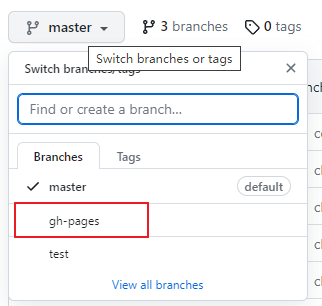 master 3 branches 0 tags
Switch branches or tags
Switch branches/tags
Find or create a branch...
Branches Tags
master default
gh-pages
test
View all branches